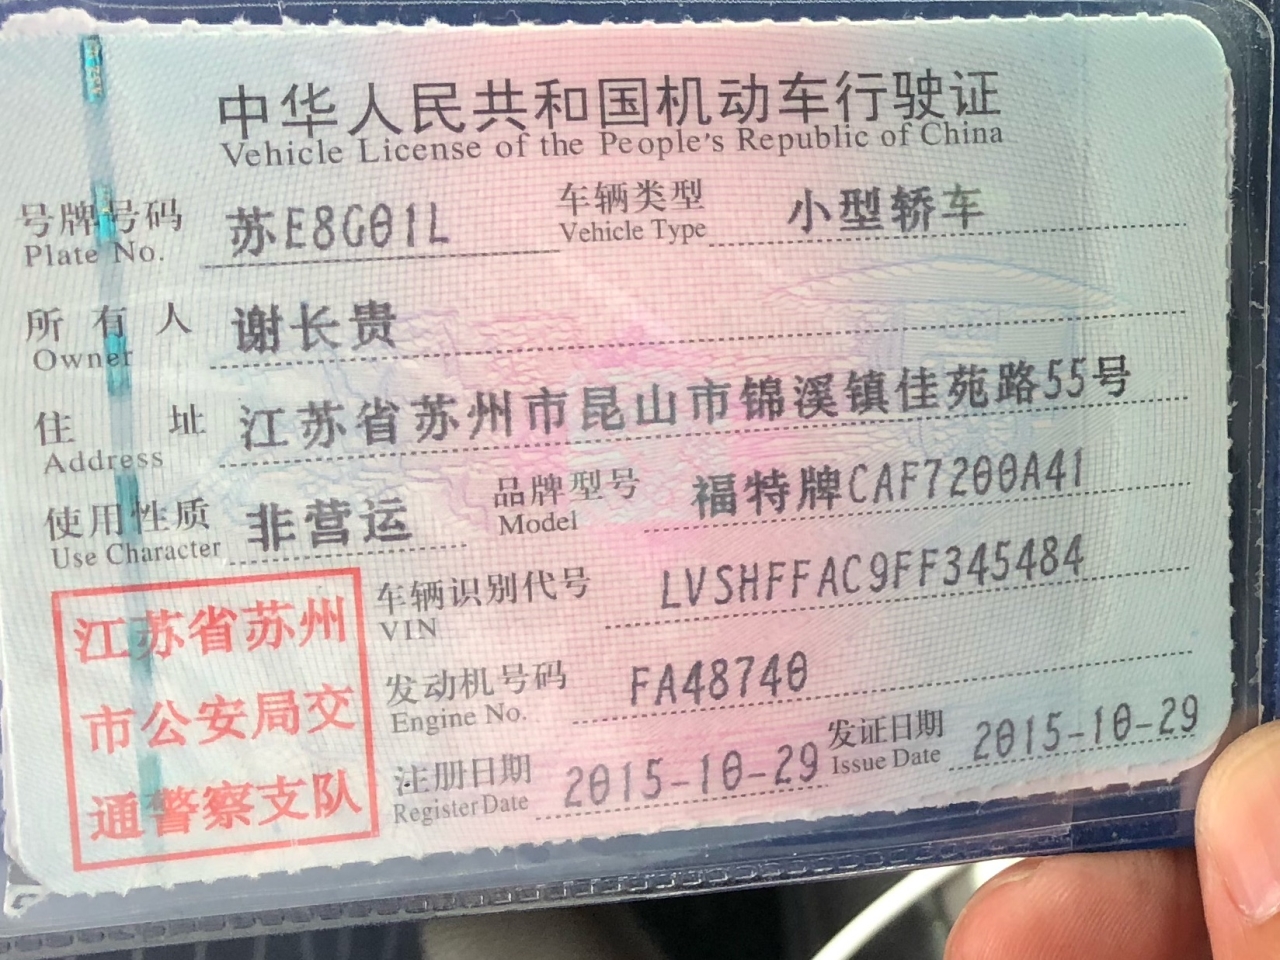 中华人民共和国机动车行驶证
Vehicle License of the People's Republic of China
号牌号码 苏E8G01L 车辆类型 小型轿车
Plate No. Vehicle Type
所有人 谢长贵
Owner
住址 江苏省苏州市昆山市锦溪镇佳苑路55号
Address
使用性质 非营运 品牌型号 福特牌CAF7200A41
Use Character Model
车辆识别代号 LVSHFFAC9FF345484
VIN
发动机号码 FA48740
Engine No.
注册日期 2015-10-29 发证日期 2015-10-29
Register Date Issue Date
江苏省苏州
市公安局交
通警察支队